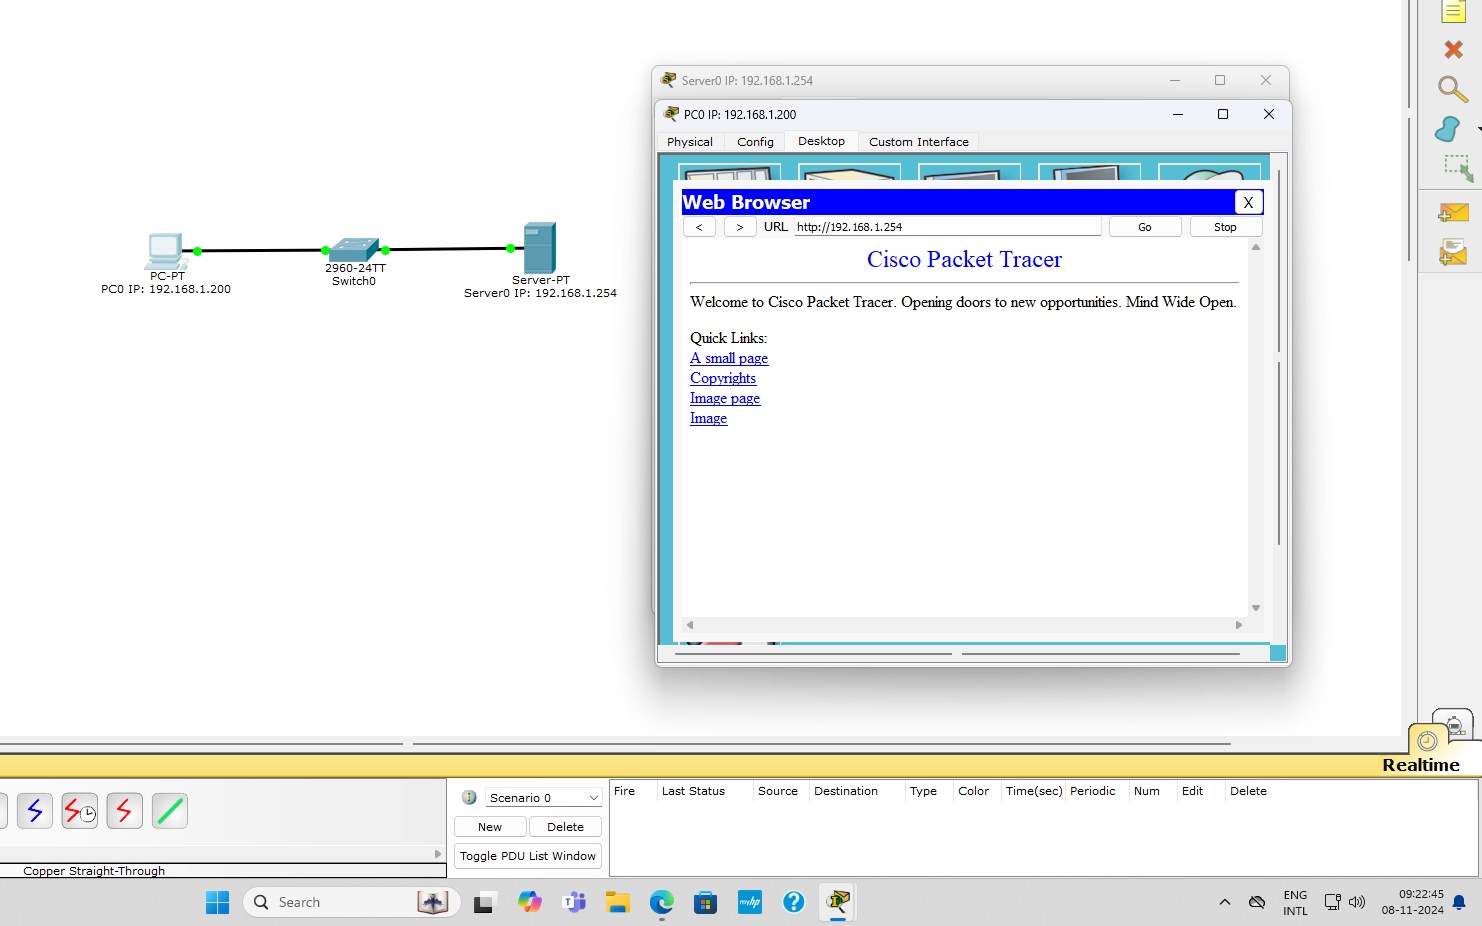 Server0 IP: 192.168.1.254
PC0 IP: 192.168.1.200
Physical Config Desktop Custom Interface
Web Browser X
< > URL http://192.168.1.254 Go Stop
Cisco Packet Tracer
Welcome to Cisco Packet Tracer. Opening doors to new opportunities. Mind Wide Open.
Quick Links:
A small page
Copyrights
Image page
Image
PC-PT
PC0 IP: 192.168.1.200
2960-24TT
Switch0
Server-PT
Server0 IP: 192.168.1.254
Realtime
Scenario 0
New Delete
Toggle PDU List Window
Fire Last Status Source Destination Type Color Time(sec) Periodic Num Edit Delete
Copper Straight-Through
Search
myhp
ENG
INTL
09:22:45
08-11-2024